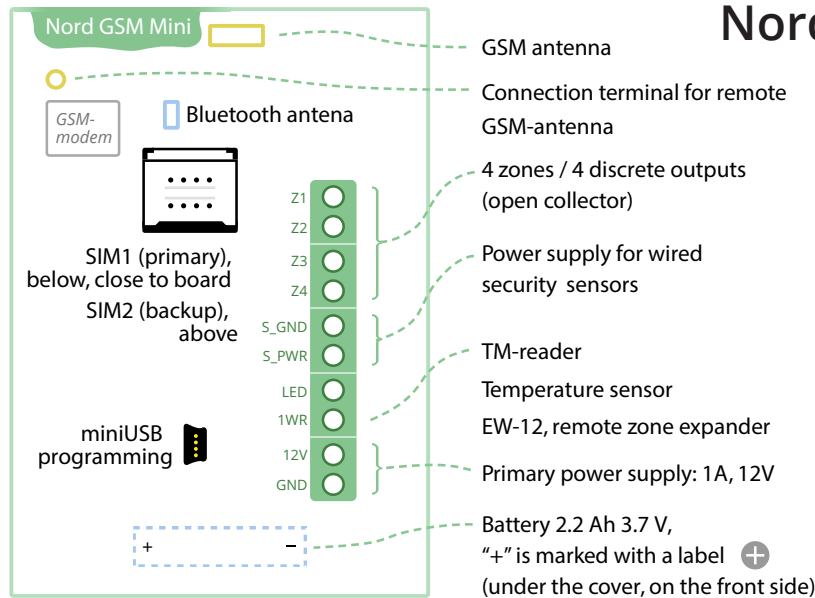 Nord GSM Mini
Nord
GSM antenna
Connection terminal for remote
GSM-antenna
GSM-
modem
Bluetooth antena
4 zones / 4 discrete outputs
(open collector)
Z1
Z2
Z3
Z4
S_GND
S_PWR
LED
1WR
12V
GND
SIM1 (primary),
below, close to board
SIM2 (backup),
above
Power supply for wired
security sensors
TM-reader
Temperature sensor
EW-12, remote zone expander
miniUSB
programming
Primary power supply: 1A, 12V
+ –
Battery 2.2 Ah 3.7 V,
“+” is marked with a label +
(under the cover, on the front side)